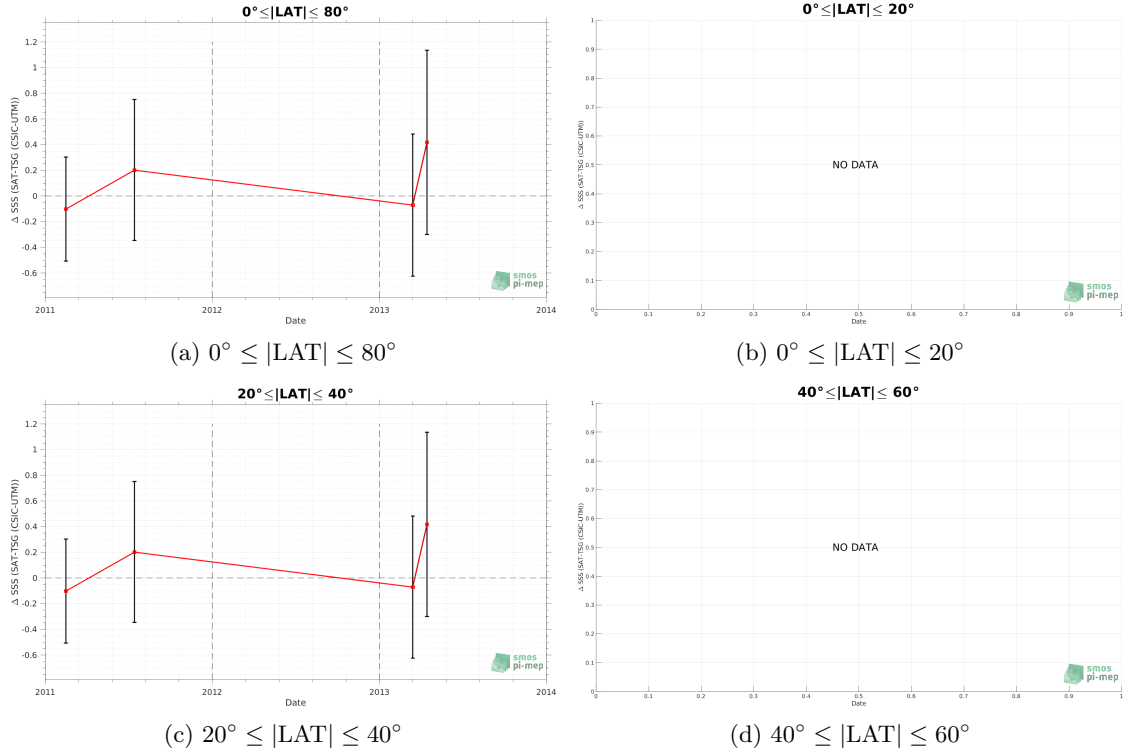 0°≤|LAT|≤ 80°
Δ SSS (SAT-TSG (CSIC-UTM))
1.2
1
0.8
0.6
0.4
0.2
0
-0.2
-0.4
-0.6
smos
pi-mep
2011 2012 2013 2014
Date
(a) 0° ≤ |LAT| ≤ 80°
0°≤|LAT|≤ 20°
Δ SSS (SAT-TSG (CSIC-UTM))
1
0.9
0.8
0.7
0.6
0.5
0.4
0.3
0.2
0.1
0
NO DATA
smos
pi-mep
0 0.1 0.2 0.3 0.4 0.5 0.6 0.7 0.8 0.9 1
Date
(b) 0° ≤ |LAT| ≤ 20°
20°≤|LAT|≤ 40°
Δ SSS (SAT-TSG (CSIC-UTM))
1.2
1
0.8
0.6
0.4
0.2
0
-0.2
-0.4
-0.6
smos
pi-mep
2011 2012 2013 2014
Date
(c) 20° ≤ |LAT| ≤ 40°
40°≤|LAT|≤ 60°
Δ SSS (SAT-TSG (CSIC-UTM))
1
0.9
0.8
0.7
0.6
0.5
0.4
0.3
0.2
0.1
0
NO DATA
smos
pi-mep
0 0.1 0.2 0.3 0.4 0.5 0.6 0.7 0.8 0.9 1
Date
(d) 40° ≤ |LAT| ≤ 60°